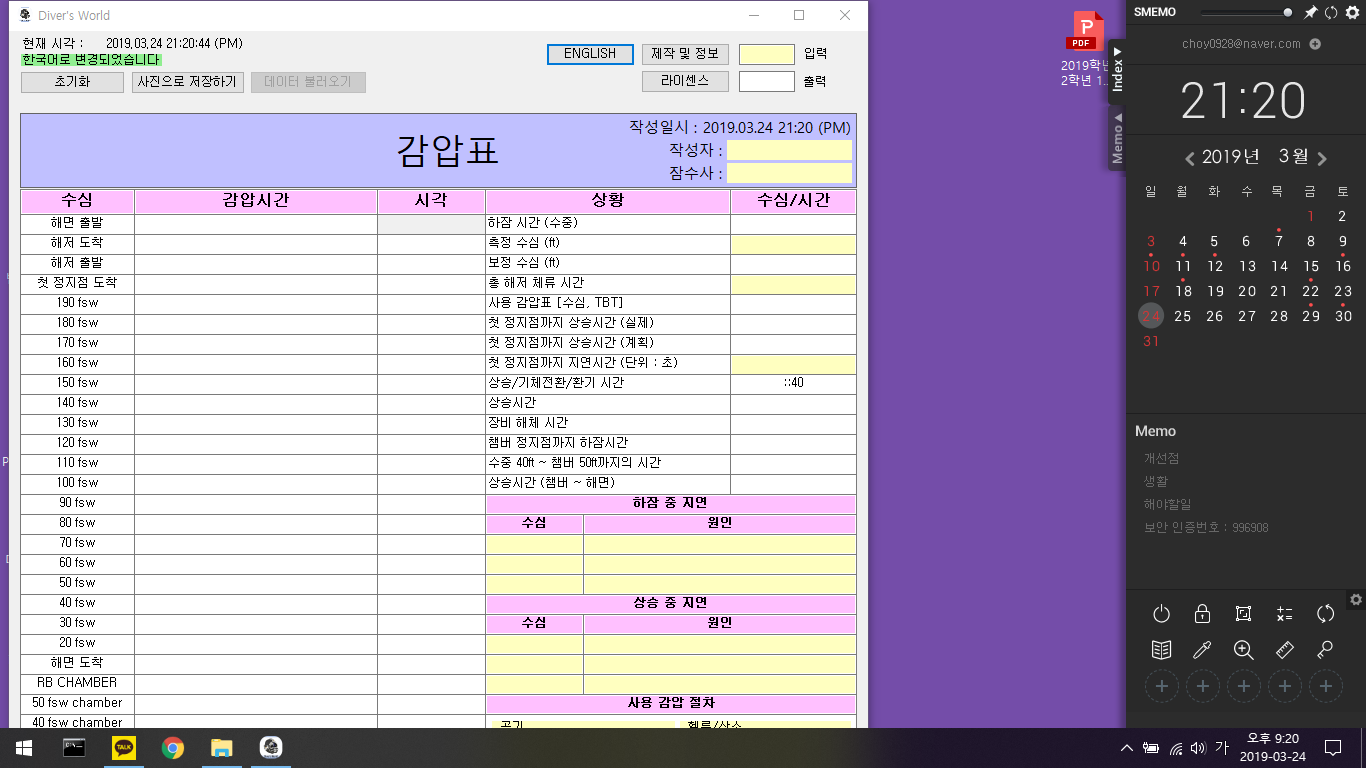 Diver's World
현재 시각 : 2019.03.24 21:20:44 (PM)
한국어로 변경되었습니다
초기화 사진으로 저장하기 데이터 불러오기
ENGLISH 제작 및 정보 입력
라이센스 출력
감압표
작성일시 : 2019.03.24 21:20 (PM)
작성자 :
잠수사 :
수심 감압시간 시각 상황 수심/시간
해면 출발 하잠 시간 (수중)
해저 도착 측정 수심 (ft)
해저 출발 보정 수심 (ft)
첫 정지점 도착 총 해저 체류 시간
190 fsw 사용 감압표 [수심, TBT]
180 fsw 첫 정지점까지 상승시간 (실제)
170 fsw 첫 정지점까지 상승시간 (계획)
160 fsw 첫 정지점까지 지연시간 (단위 : 초)
150 fsw 상승/기체전환/환기 시간 ::40
140 fsw 상승시간
130 fsw 장비 해체 시간
120 fsw 챔버 정지점까지 하잠시간
110 fsw 수중 40ft ~ 챔버 50ft까지의 시간
100 fsw 상승시간 (챔버 ~ 해면)
90 fsw 하잠 중 지연
80 fsw 수심 원인
70 fsw
60 fsw
50 fsw
40 fsw 상승 중 지연
30 fsw 수심 원인
20 fsw
해면 도착
RB CHAMBER
50 fsw chamber 사용 감압 절차
40 fsw chamber 공기 헬륨/산소
PDF
2019학년
2학년 1...
Index
Memo
SMEMO
choy0928@naver.com
21:20
2019년 3월
일 월 화 수 목 금 토
1 2
3 4 5 6 7 8 9
10 11 12 13 14 15 16
17 18 19 20 21 22 23
24 25 26 27 28 29 30
31
Memo
개선점
생활
해야할일
보안 인증번호 : 996908
TALK
가
오후 9:20
2019-03-24